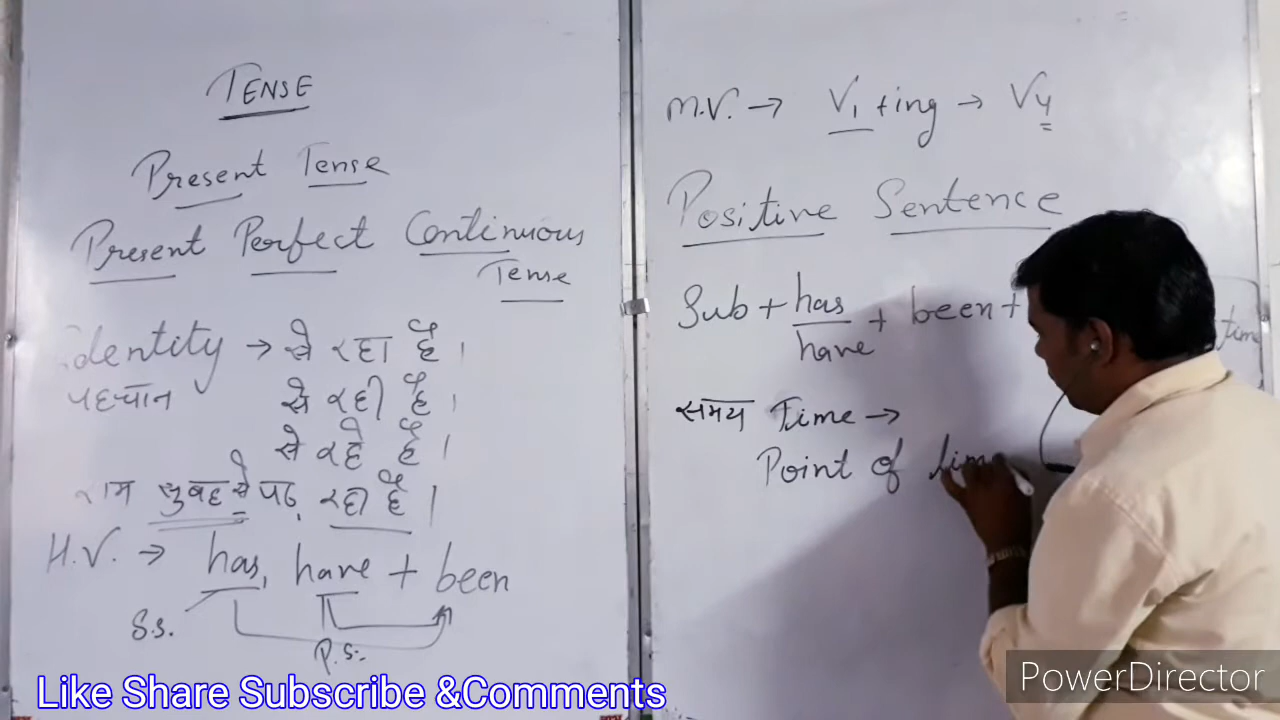 TENSE
Present Tense
Present Perfect Continuous
Tense
Identity → से रहा है।
पहचान से रही है।
से रहे हैं।
राम सुबह से पढ़ रहा है।
H.V. → has, have + been
S.s.
P.s.
M.V. → V1 + ing → V4
Positive Sentence
Sub + has/have + been +
time
समय Time →
Point of tim
Like Share Subscribe &Comments
PowerDirector